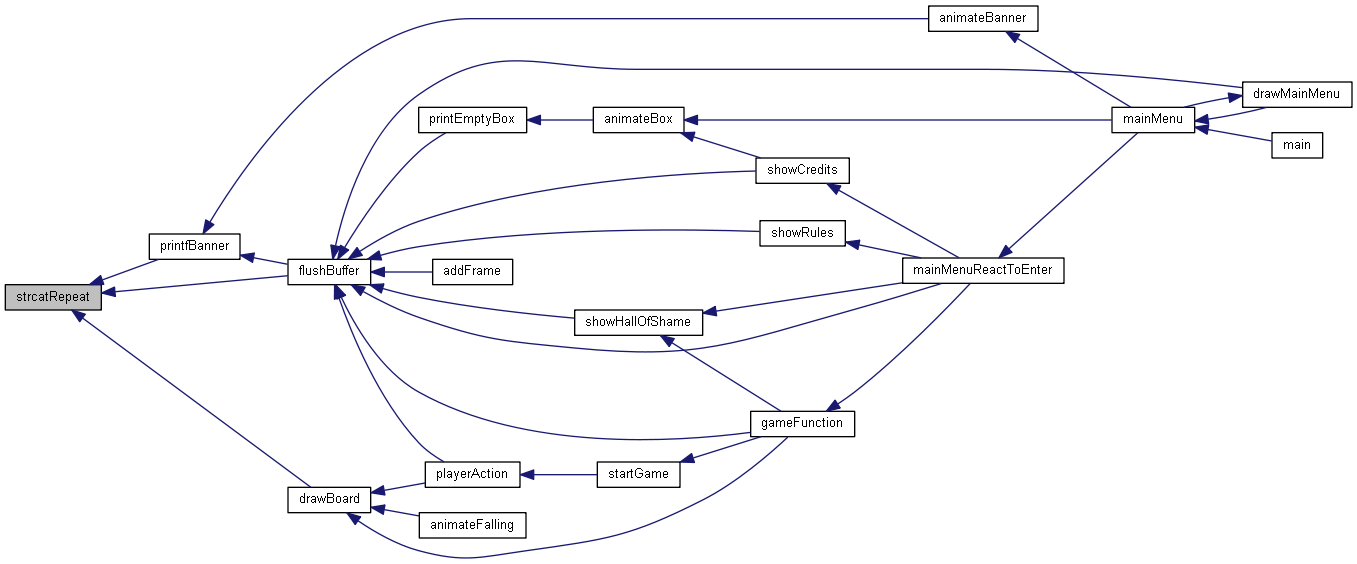 animateBanner
drawMainMenu
printEmptyBox
animateBox
mainMenu
main
showCredits
printfBanner
showRules
flushBuffer
addFrame
mainMenuReactToEnter
strcatRepeat
showHallOfShame
gameFunction
playerAction
startGame
drawBoard
animateFalling